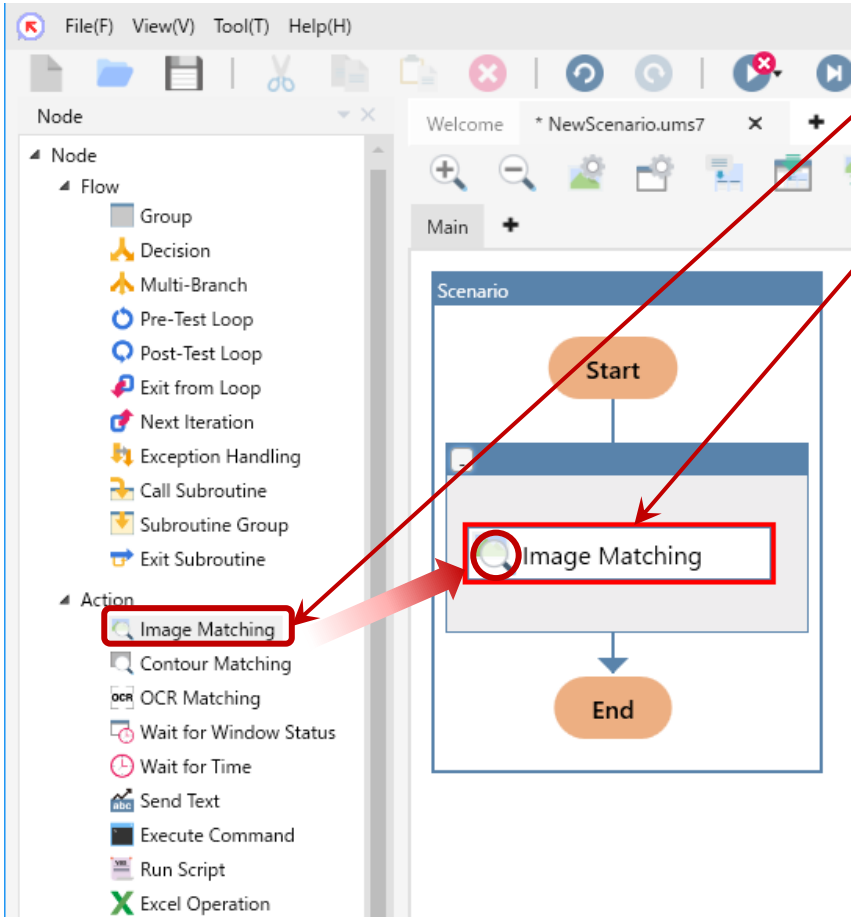 File(F) View(V) Tool(T) Help(H)
Node
Welcome * NewScenario.ums7
Node
Flow
Group
Decision
Multi-Branch
Pre-Test Loop
Post-Test Loop
Exit from Loop
Next Iteration
Exception Handling
Call Subroutine
Subroutine Group
Exit Subroutine
Action
Image Matching
Contour Matching
OCR OCR Matching
Wait for Window Status
Wait for Time
abc Send Text
Execute Command
Run Script
Excel Operation
Main
Scenario
Start
Image Matching
End